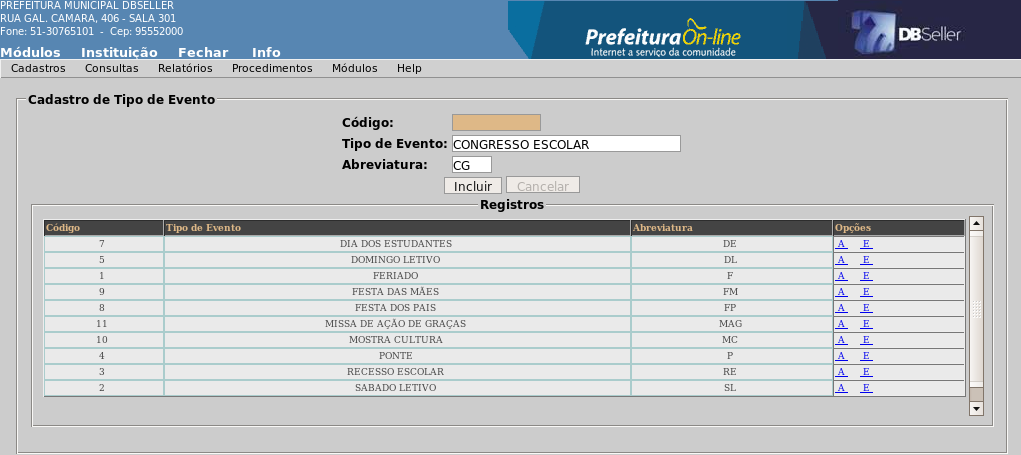 PREFEITURA MUNICIPAL DBSELLER
RUA GAL. CAMARA, 406 - SALA 301
Fone: 51-30765101 - Cep: 95552000
Prefeitura On-line
Internet a serviço da comunidade
DBSeller
Módulos Instituição Fechar Info
Cadastros Consultas Relatórios Procedimentos Módulos Help
Cadastro de Tipo de Evento
Código:
Tipo de Evento: CONGRESSO ESCOLAR
Abreviatura: CG
Incluir Cancelar
Registros
Código Tipo de Evento Abreviatura Opções
7 DIA DOS ESTUDANTES DE A E
5 DOMINGO LETIVO DL A E
1 FERIADO F A E
9 FESTA DAS MÃES FM A E
8 FESTA DOS PAIS FP A E
11 MISSA DE AÇÃO DE GRAÇAS MAG A E
10 MOSTRA CULTURA MC A E
4 PONTE P A E
3 RECESSO ESCOLAR RE A E
2 SABADO LETIVO SL A E